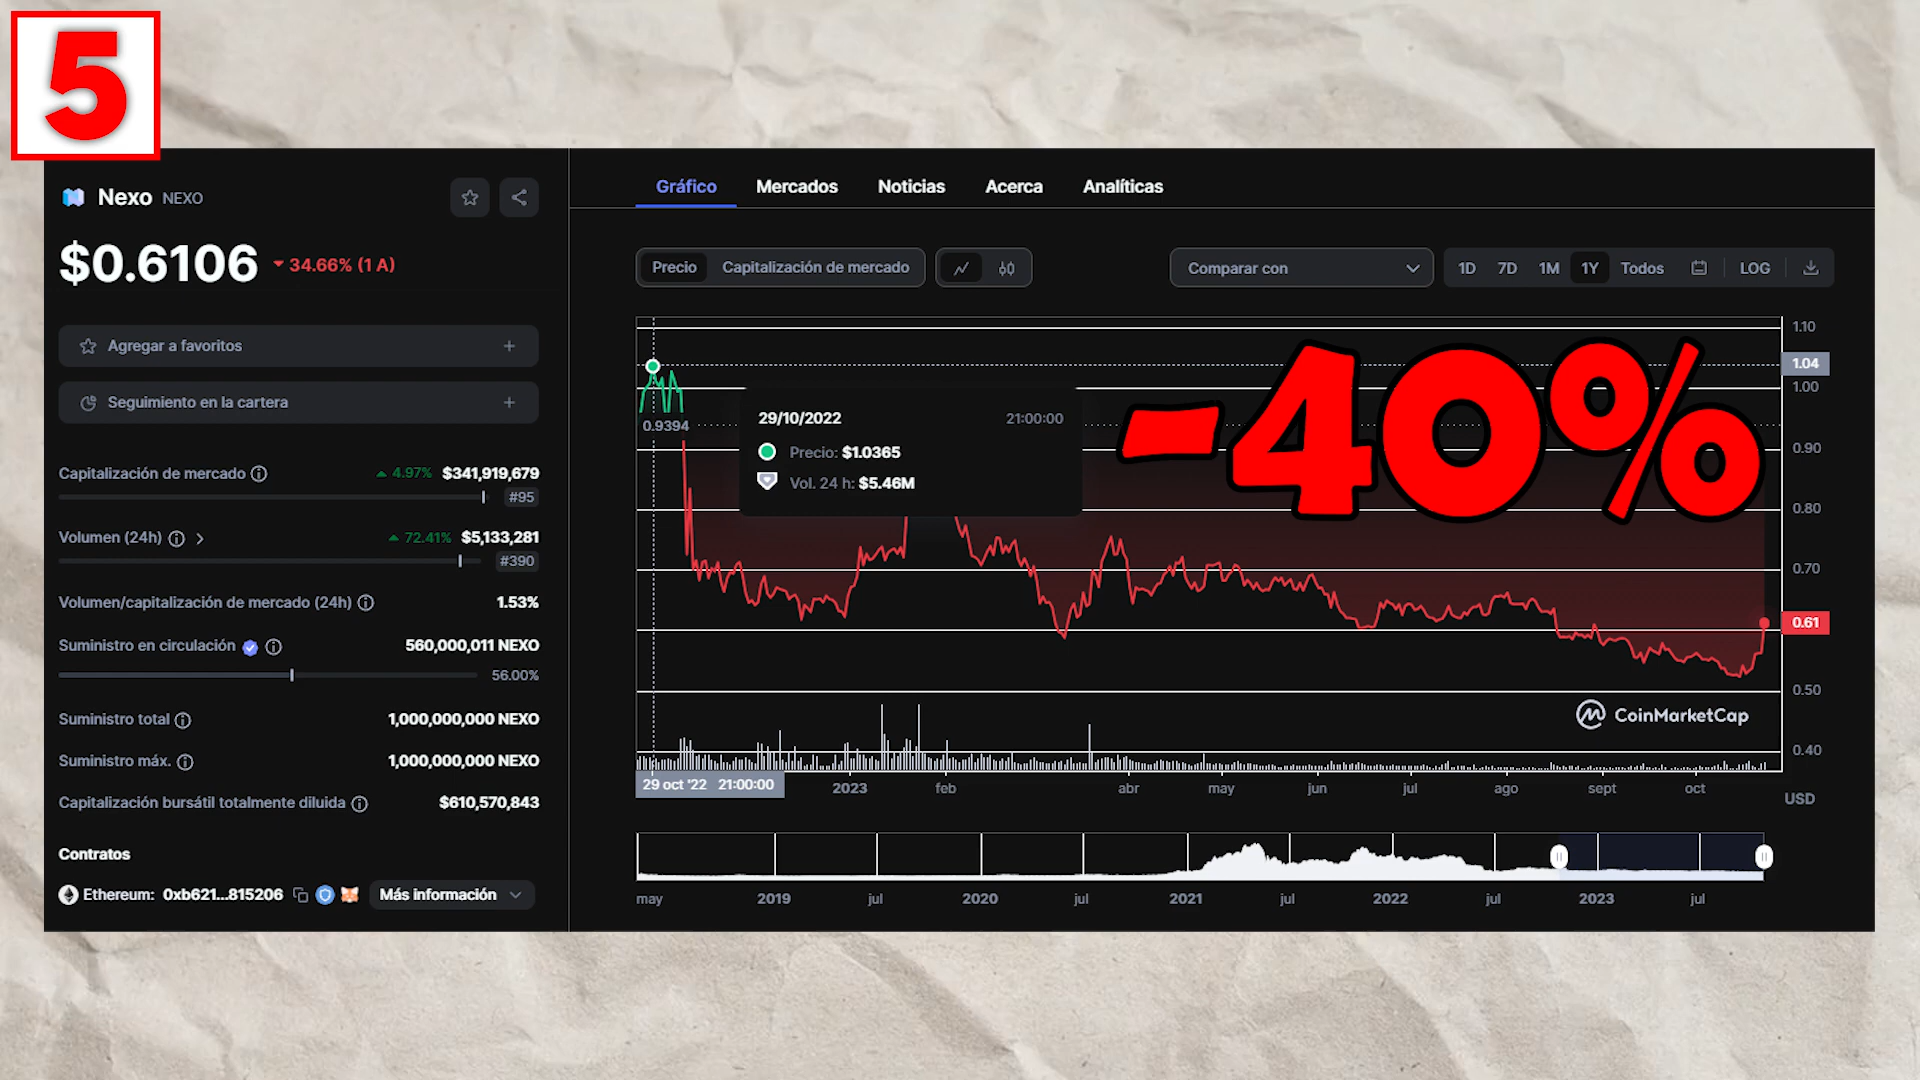 5
Nexo NEXO
$0.6106 34.66% (1 A)
Agregar a favoritos
Seguimiento en la cartera
Capitalización de mercado 4.97% $341,919,679
#95
Volumen (24h) 72.41% $5,133,281
#390
Volumen/capitalización de mercado (24h) 1.53%
Suministro en circulación 560,000,011 NEXO
56.00%
Suministro total 1,000,000,000 NEXO
Suministro máx. 1,000,000,000 NEXO
Capitalización bursátil totalmente diluida $610,570,843
Contratos
Ethereum: 0xb621...815206 Más información
Gráfico Mercados Noticias Acerca Analíticas
Precio Capitalización de mercado Comparar con 1D 7D 1M 1Y Todos LOG
1.10
1.04
1.00
0.90
0.80
0.70
0.61
0.50
0.40
0.9394
29/10/2022 21:00:00
Precio: $1.0365
Vol. 24 h: $5.46M
-40%
CoinMarketCap
29 oct '22 21:00:00 2023 feb abr may jun jul ago sept oct
USD
may 2019 jul 2020 jul 2021 jul 2022 jul 2023 jul